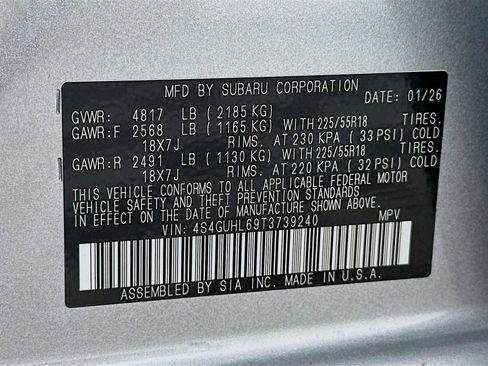 MFD BY SUBARU CORPORATION
GVWR: 4817 LB (2185 KG) DATE: 01/26
GAWR:F 2568 LB (1165 KG) WITH 225/55R18 TIRES.
18X7J RIMS. AT 230 KPA (33 PSI) COLD
GAWR:R 2491 LB (1130 KG) WITH 225/55R18 TIRES.
18X7J RIMS. AT 220 KPA (32 PSI) COLD
THIS VEHICLE CONFORMS TO ALL APPLICABLE FEDERAL MOTOR
VEHICLE SAFETY, BUMPER, AND THEFT PREVENTION STANDARDS
IN EFFECT ON THE DATE OF MANUFACTURE SHOWN ABOVE.
VIN: 4S4GUHL69T3739240 MPV
ASSEMBLED BY SIA INC. MADE IN U.S.A.